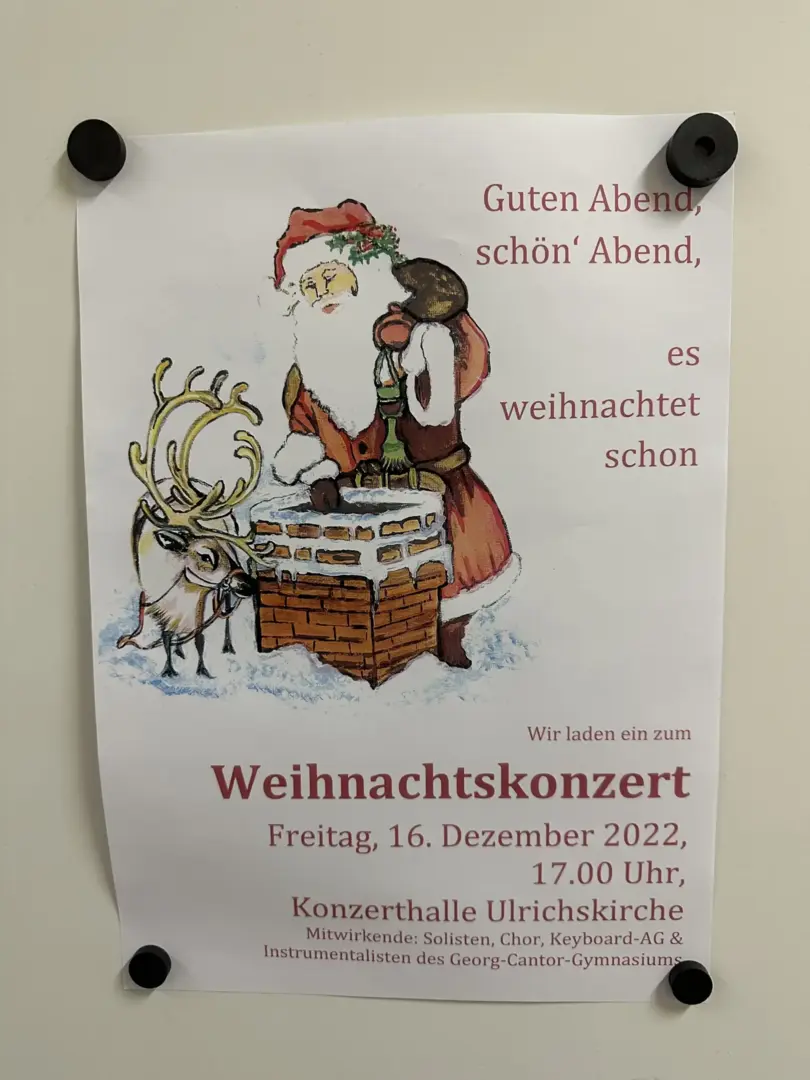 Guten Abend,
schön‘ Abend,
es
weihnachtet
schon
Wir laden ein zum
Weihnachtskonzert
Freitag, 16. Dezember 2022,
17.00 Uhr,
Konzerthalle Ulrichskirche
Mitwirkende: Solisten, Chor, Keyboard-AG &
Instrumentalisten des Georg-Cantor-Gymnasiums